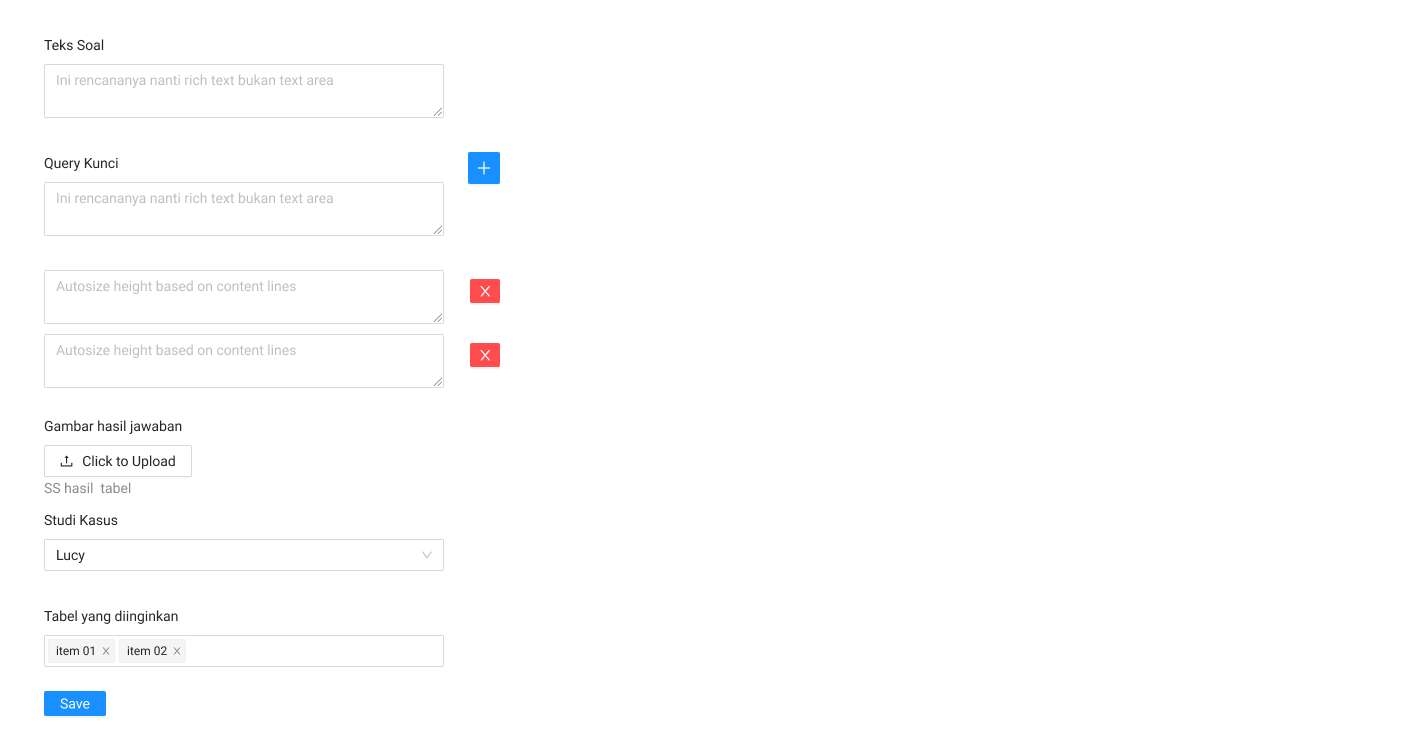 Teks Soal
Ini rencananya nanti rich text bukan text area
Query Kunci
Ini rencananya nanti rich text bukan text area
Autosize height based on content lines
Autosize height based on content lines
Gambar hasil jawaban
Click to Upload
SS hasil tabel
Studi Kasus
Lucy
Tabel yang diinginkan
item 01 item 02
Save